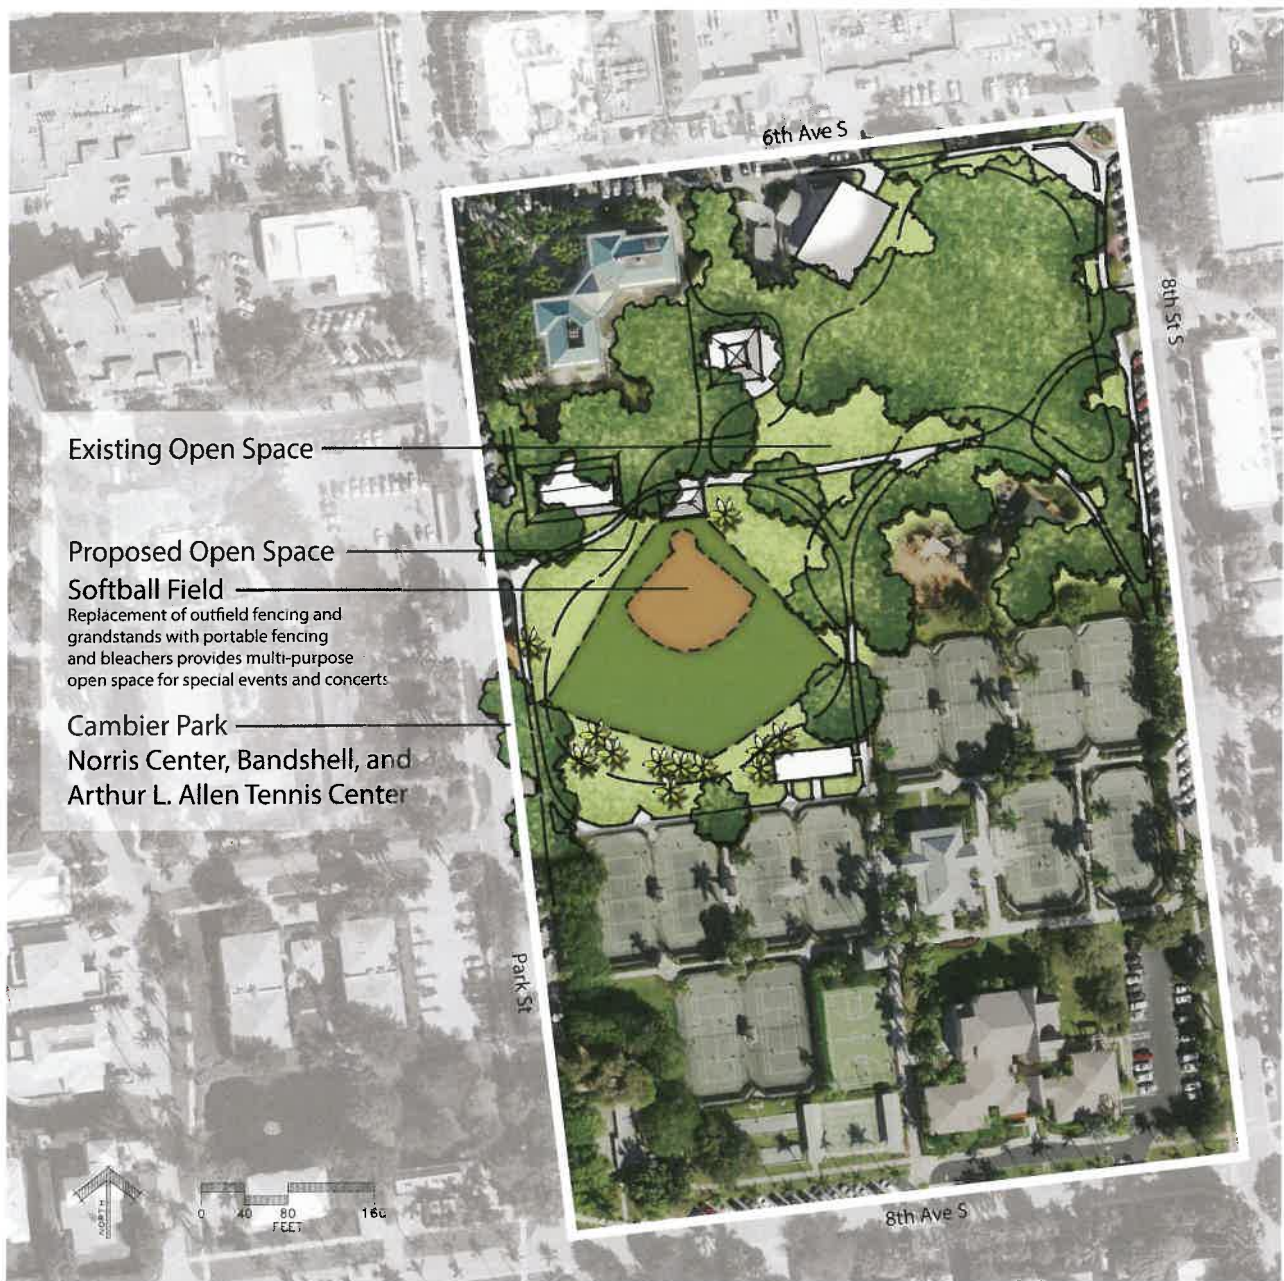 6th Ave S
8th St S
Existing Open Space
Proposed Open Space
Softball Field
Replacement of outfield fencing and
grandstands with portable fencing
and bleachers provides multi-purpose
open space for special events and concerts
Cambier Park
Norris Center, Bandshell, and
Arthur L. Allen Tennis Center
Park St
8th Ave S
NORTH
0 40 80 160
FEET